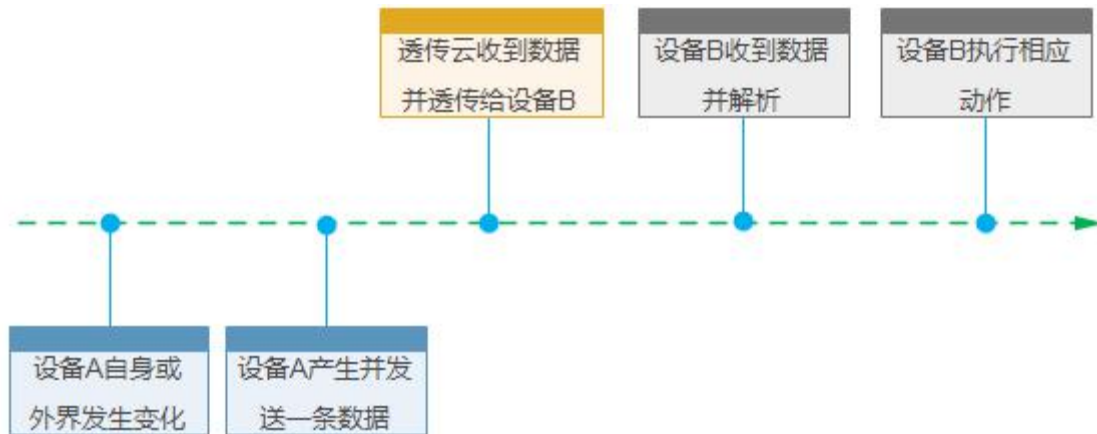 透传云收到数据
并透传给设备B
设备B收到数据
并解析
设备B执行相应
动作
设备A自身或
外界发生变化
设备A产生并发
送一条数据